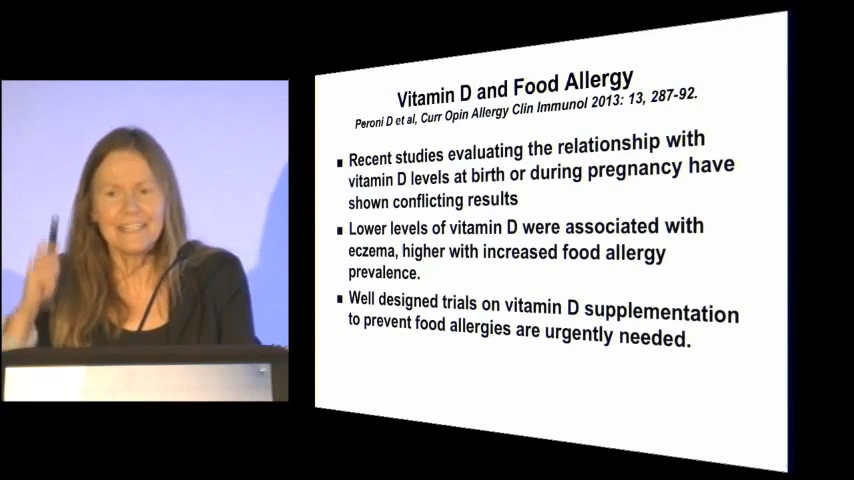 Vitamin D and Food Allergy
Peroni D et al, Curr Opin Allergy Clin Immunol 2013: 13, 287-92.
▪ Recent studies evaluating the relationship with
vitamin D levels at birth or during pregnancy have
shown conflicting results
▪ Lower levels of vitamin D were associated with
eczema, higher with increased food allergy
prevalence.
▪ Well designed trials on vitamin D supplementation
to prevent food allergies are urgently needed.